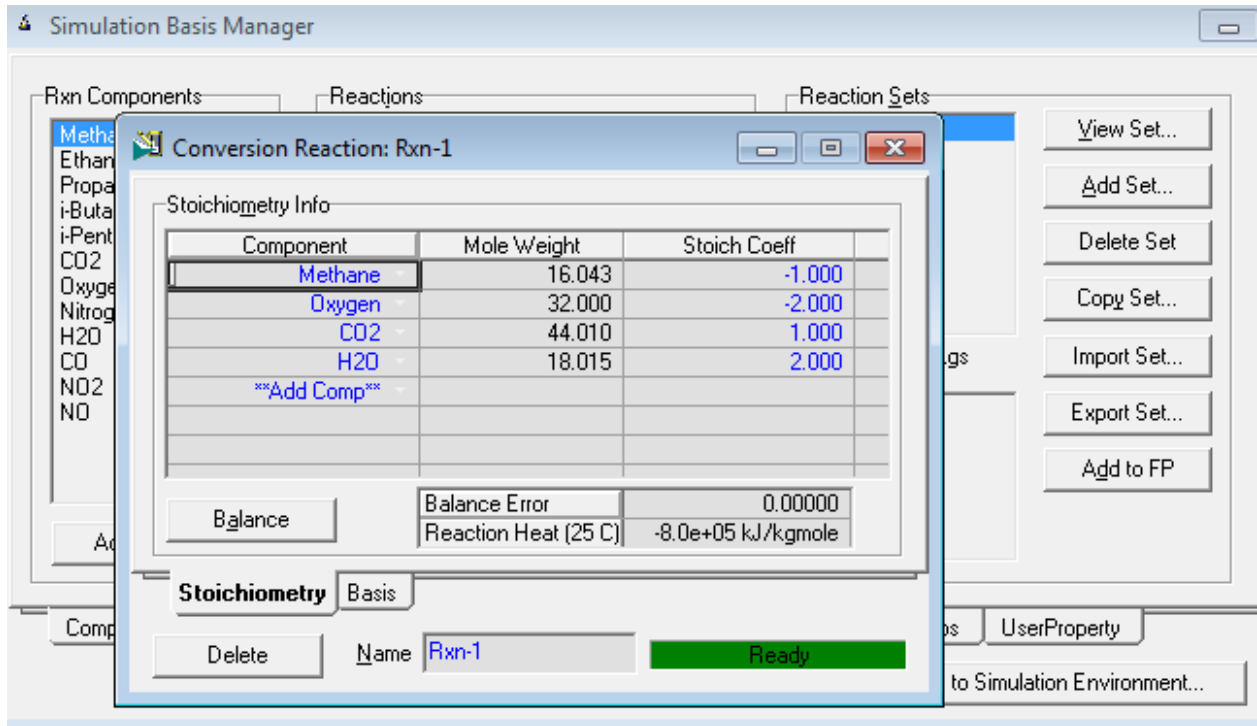 Simulation Basis Manager
Rxn Components
Reactions
Reaction Sets
Conversion Reaction: Rxn-1
Stoichiometry Info
Component Mole Weight Stoich Coeff
Methane 16.043 -1.000
Oxygen 32.000 -2.000
CO2 44.010 1.000
H2O 18.015 2.000
**Add Comp**
Balance
Balance Error 0.00000
Reaction Heat (25 C) -8.0e+05 kJ/kgmole
Stoichiometry Basis
Delete Name Rxn-1 Ready
Metha
Ethan
Propa
i-Buta
i-Pent
CO2
Oxyge
Nitrog
H2O
CO
NO2
NO
Comp
View Set...
Add Set...
Delete Set
Copy Set...
Import Set...
Export Set...
Add to FP
UserProperty
to Simulation Environment...